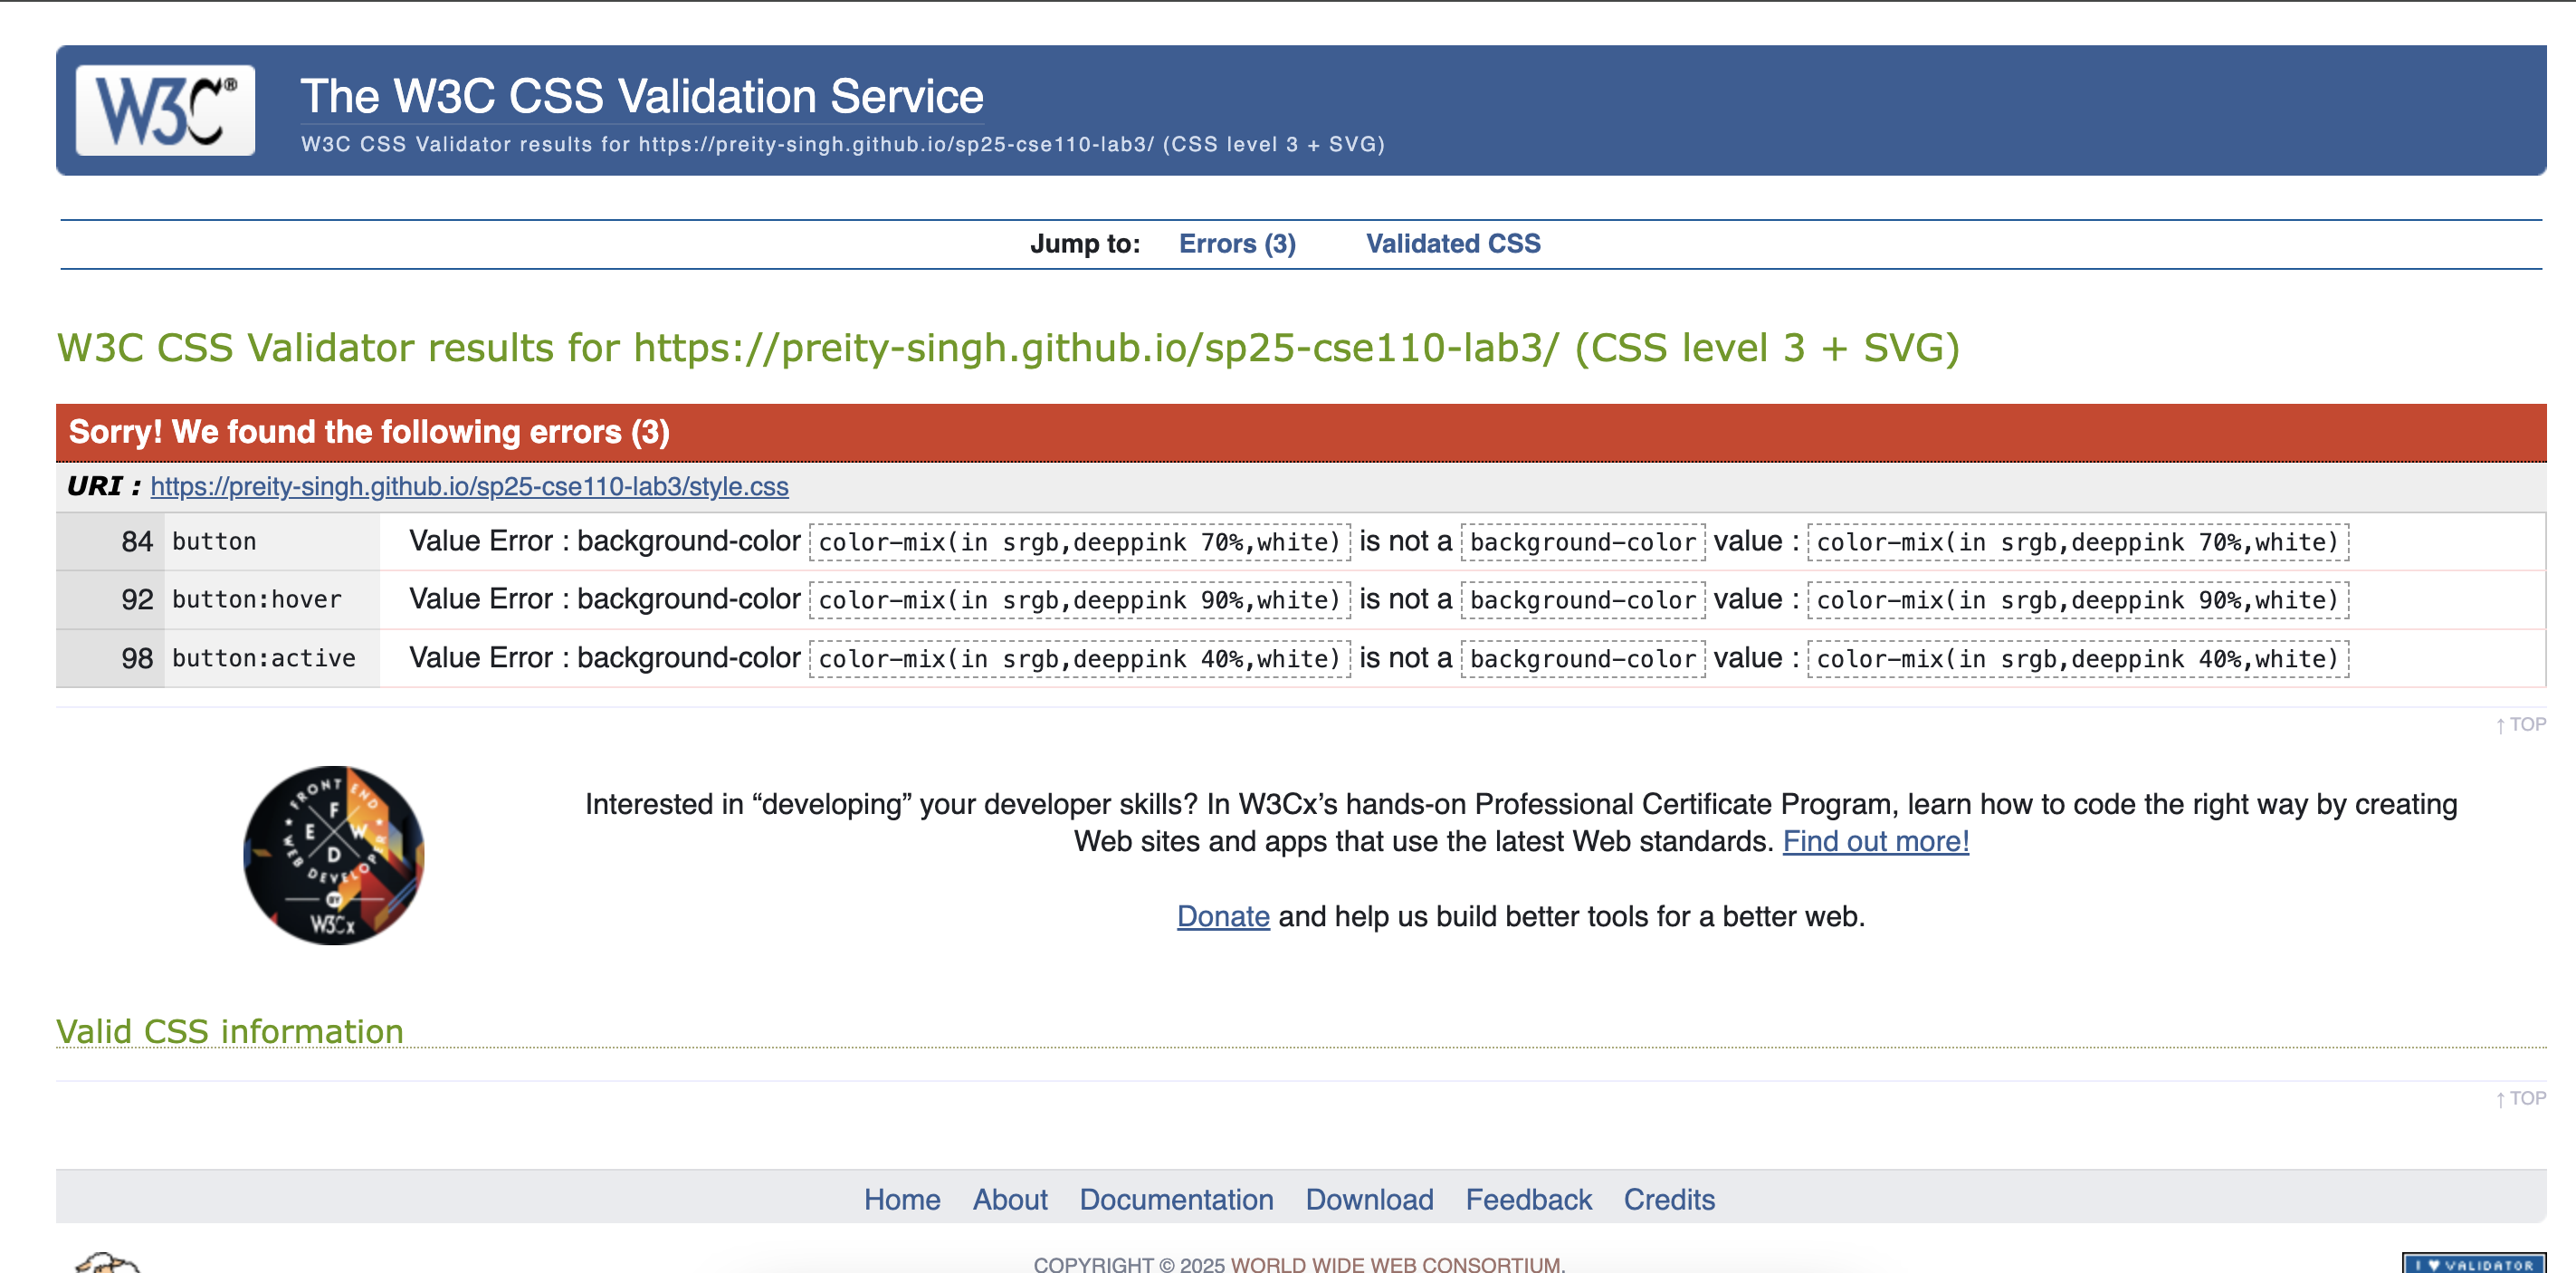 W3C®
The W3C CSS Validation Service
W3C CSS Validator results for https://preity-singh.github.io/sp25-cse110-lab3/ (CSS level 3 + SVG)
Jump to: Errors (3) Validated CSS
W3C CSS Validator results for https://preity-singh.github.io/sp25-cse110-lab3/ (CSS level 3 + SVG)
Sorry! We found the following errors (3)
URI : https://preity-singh.github.io/sp25-cse110-lab3/style.css
84 button Value Error : background-color color-mix(in srgb,deeppink 70%,white) is not a background-color value : color-mix(in srgb,deeppink 70%,white)
92 button:hover Value Error : background-color color-mix(in srgb,deeppink 90%,white) is not a background-color value : color-mix(in srgb,deeppink 90%,white)
98 button:active Value Error : background-color color-mix(in srgb,deeppink 40%,white) is not a background-color value : color-mix(in srgb,deeppink 40%,white)
↑ TOP
FRONT END
WEB DEVELOPER
F
E W
D
BY
W3Cx
Interested in “developing” your developer skills? In W3Cx’s hands-on Professional Certificate Program, learn how to code the right way by creating
Web sites and apps that use the latest Web standards. Find out more!
Donate and help us build better tools for a better web.
Valid CSS information
↑ TOP
Home About Documentation Download Feedback Credits
COPYRIGHT © 2025 WORLD WIDE WEB CONSORTIUM.
I ♥ VALIDATOR